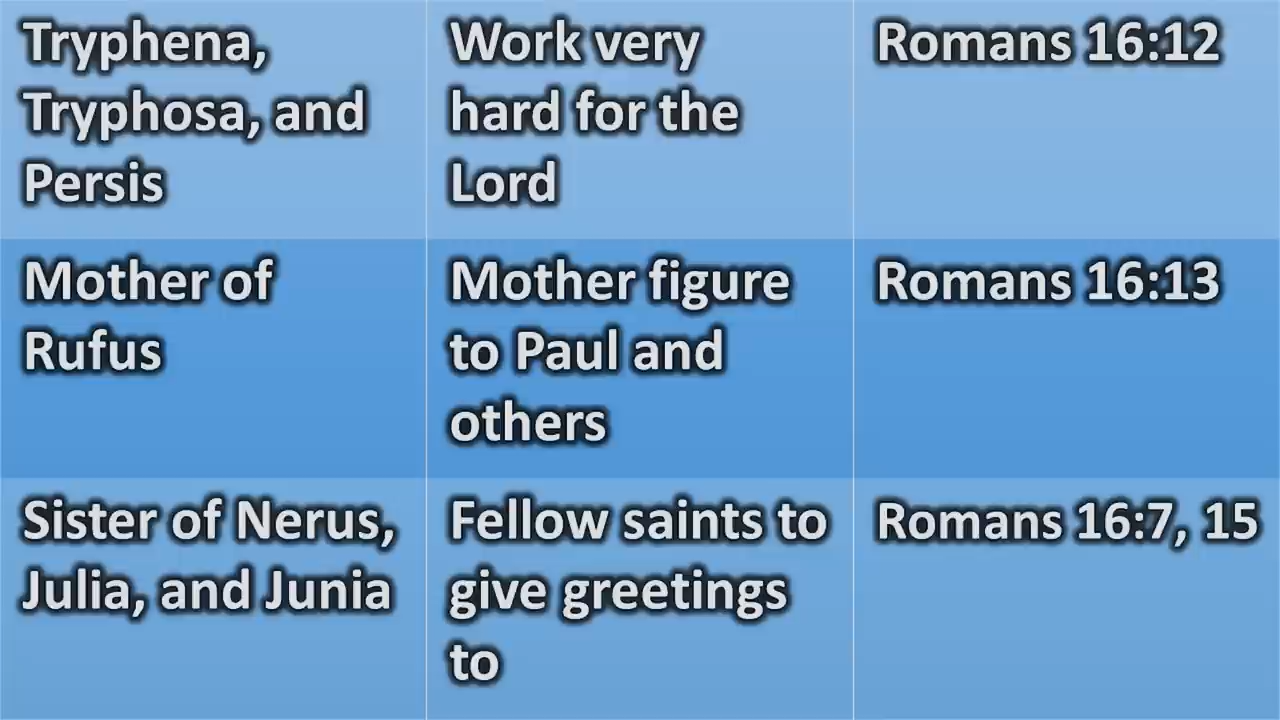 Tryphena,
Tryphosa, and
Persis
Work very
hard for the
Lord
Romans 16:12
Mother of
Rufus
Mother figure
to Paul and
others
Romans 16:13
Sister of Nerus,
Julia, and Junia
Fellow saints to
give greetings
to
Romans 16:7, 15